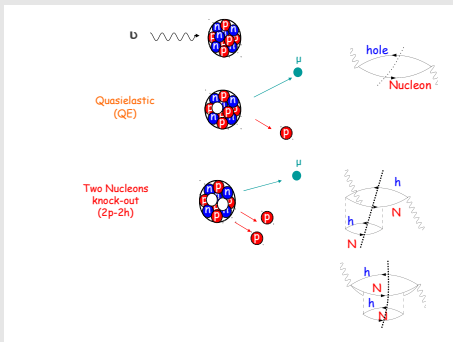 υ
n p n p n p n p n
hole
Nucleon
μ
Quasielastic
(QE)
p
μ
Two Nucleons
knock-out
(2p-2h)
p
p
h
N
h
N
h
N
h
N